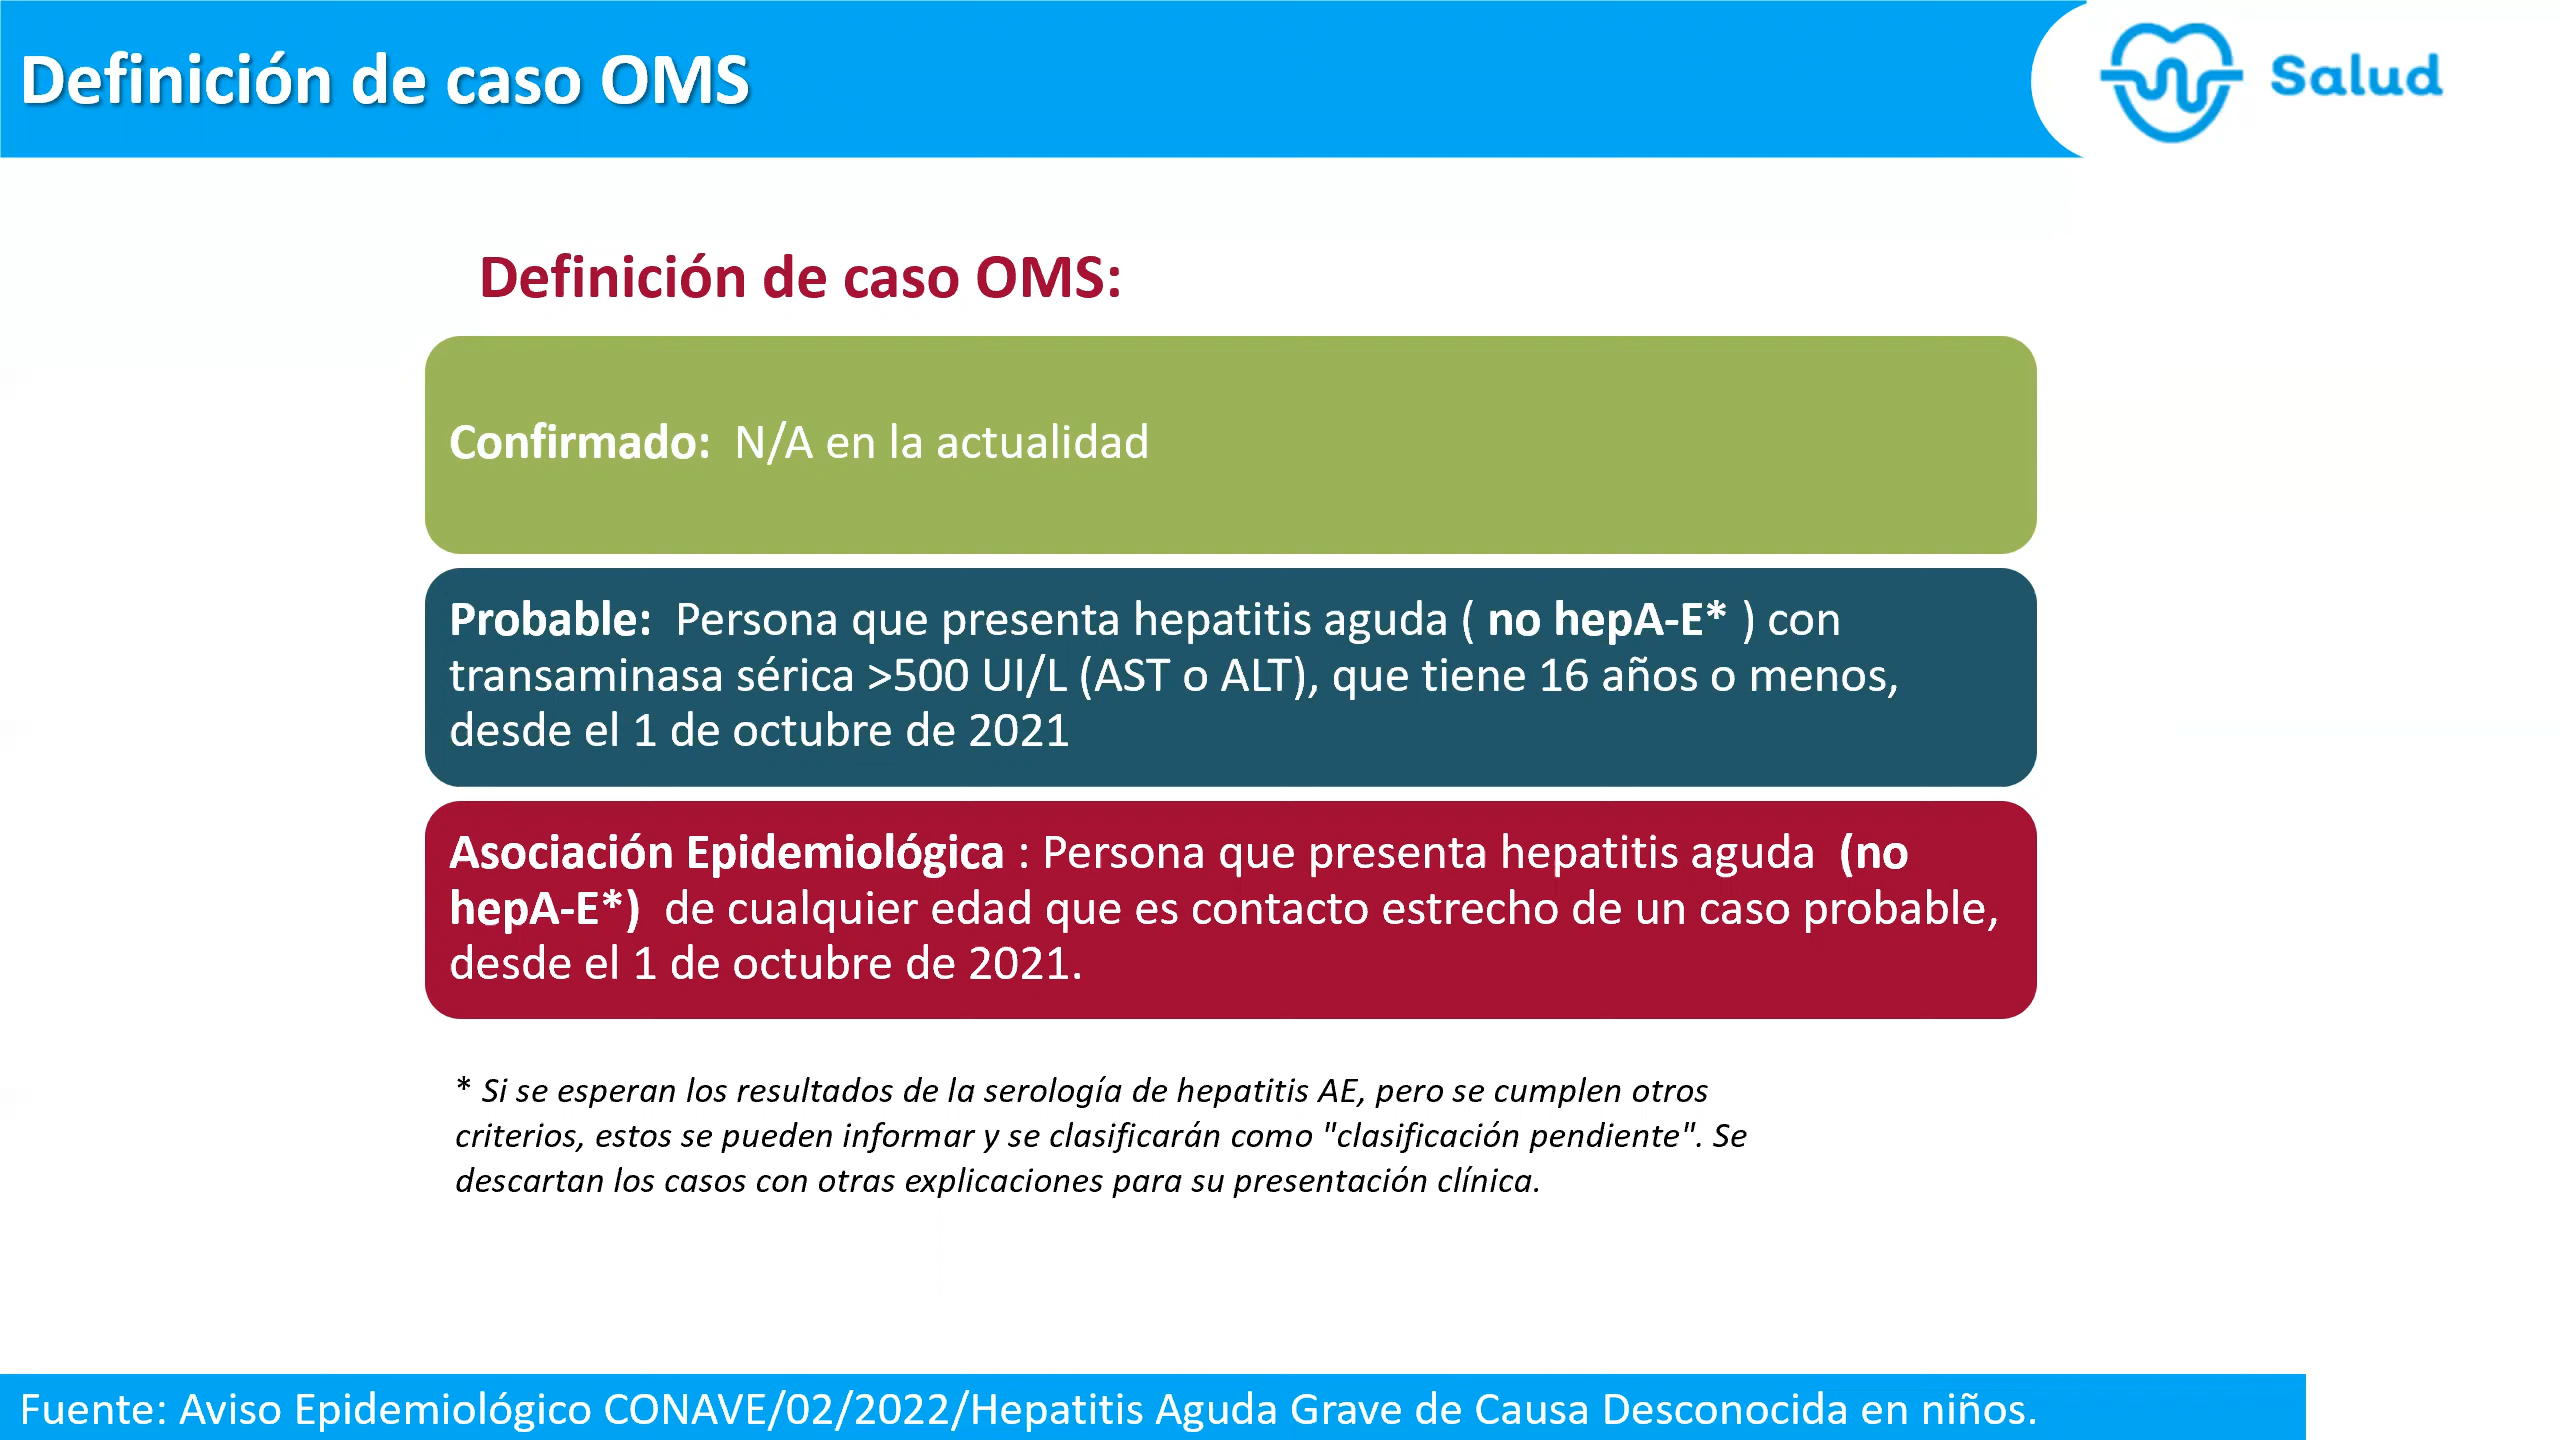 Definición de caso OMS
Salud
Definición de caso OMS:
Confirmado: N/A en la actualidad
Probable: Persona que presenta hepatitis aguda ( no hepA-E* ) con
transaminasa sérica >500 UI/L (AST o ALT), que tiene 16 años o menos,
desde el 1 de octubre de 2021
Asociación Epidemiológica : Persona que presenta hepatitis aguda (no
hepA-E*) de cualquier edad que es contacto estrecho de un caso probable,
desde el 1 de octubre de 2021.
* Si se esperan los resultados de la serología de hepatitis AE, pero se cumplen otros
criterios, estos se pueden informar y se clasificarán como "clasificación pendiente". Se
descartan los casos con otras explicaciones para su presentación clínica.
Fuente: Aviso Epidemiológico CONAVE/02/2022/Hepatitis Aguda Grave de Causa Desconocida en niños.